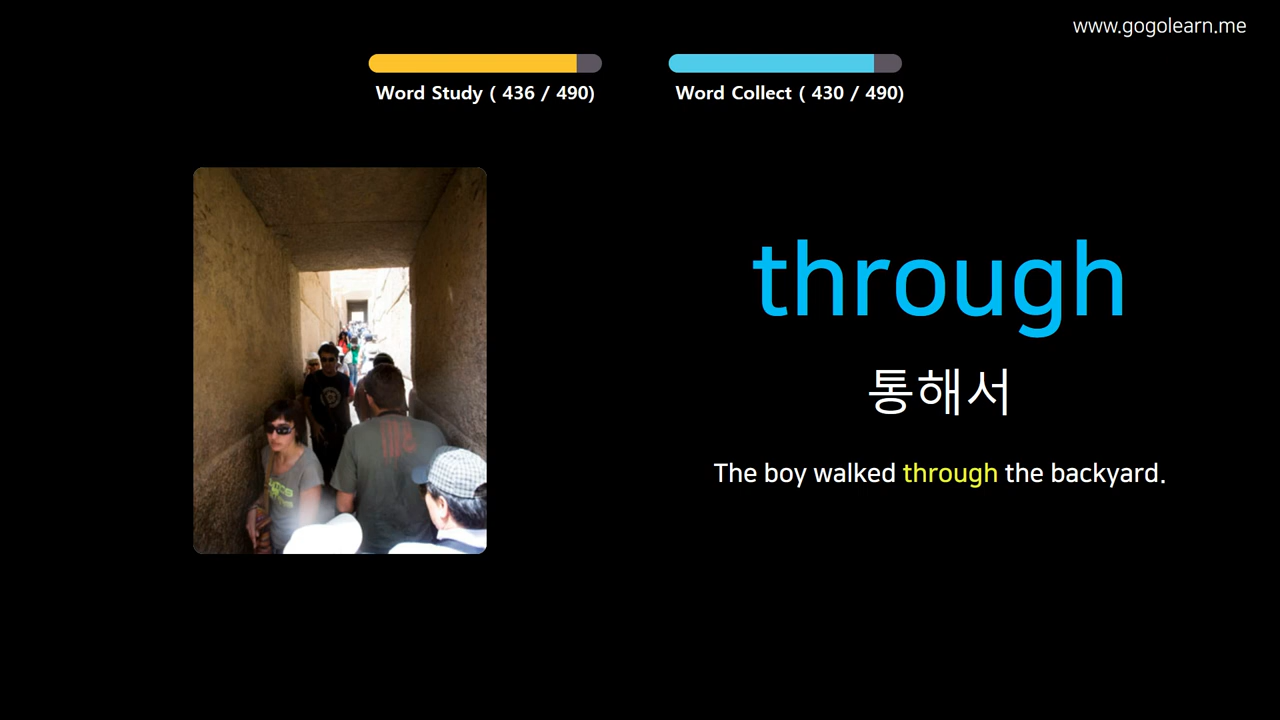 www.gogolearn.me
Word Study ( 436 / 490)
Word Collect ( 430 / 490)
through
통해서
The boy walked through the backyard.